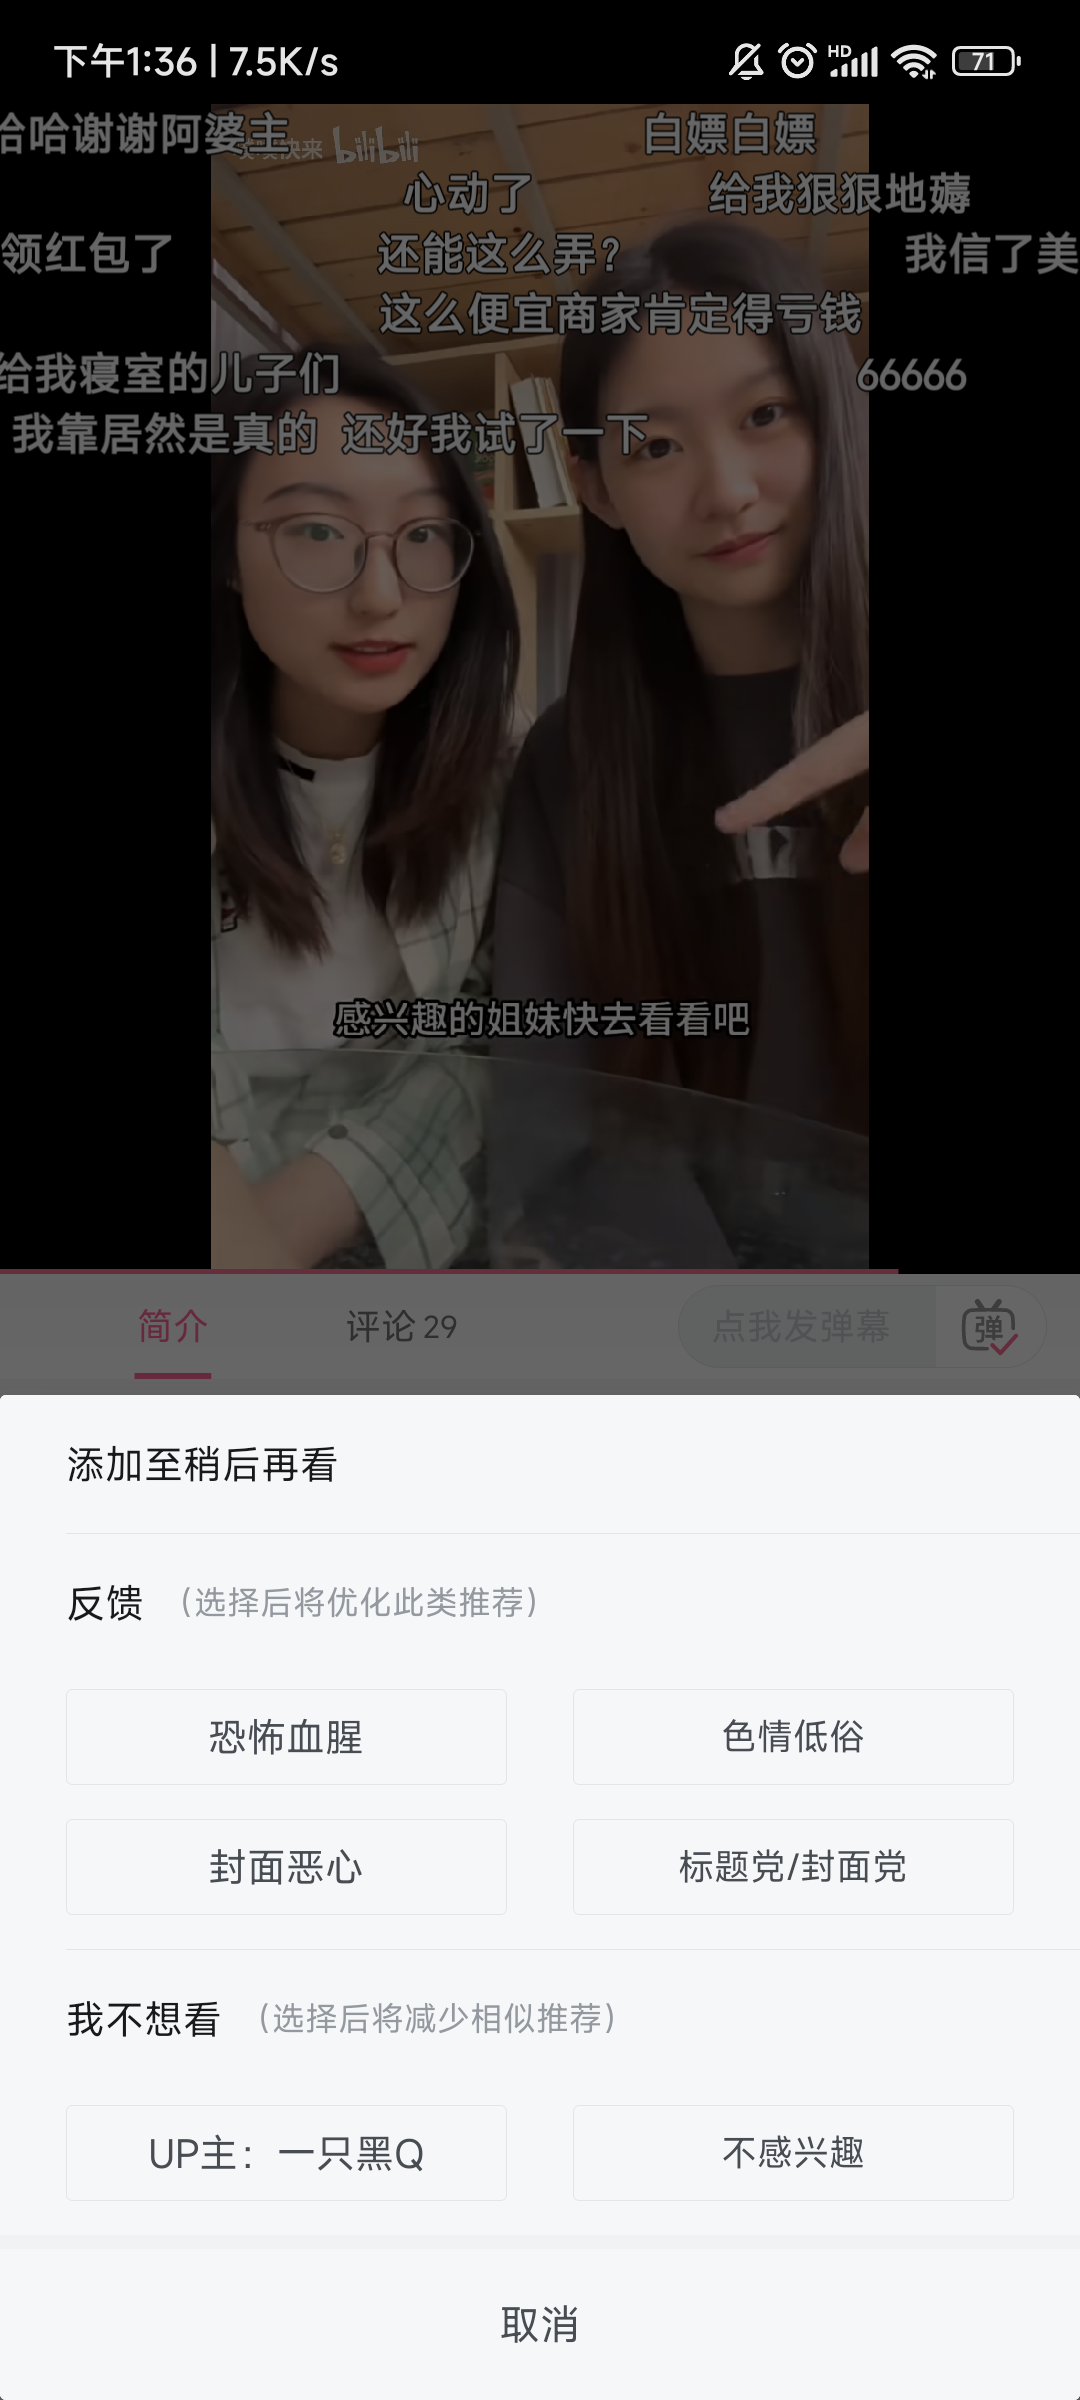 下午1:36 | 7.5K/s
HD
71
哈哈谢谢阿婆主
白嫖白嫖
快来 bilibili
心动了
给我狠狠地薅
领红包了
还能这么弄？
我信了美
这么便宜商家肯定得亏钱
给我寝室的儿子们
66666
我靠居然是真的
还好我试了一下
感兴趣的姐妹快去看看吧
简介
评论 29
点我发弹幕
弹
添加至稍后再看
反馈 （选择后将优化此类推荐）
恐怖血腥
色情低俗
封面恶心
标题党/封面党
我不想看 （选择后将减少相似推荐）
UP主：一只黑Q
不感兴趣
取消